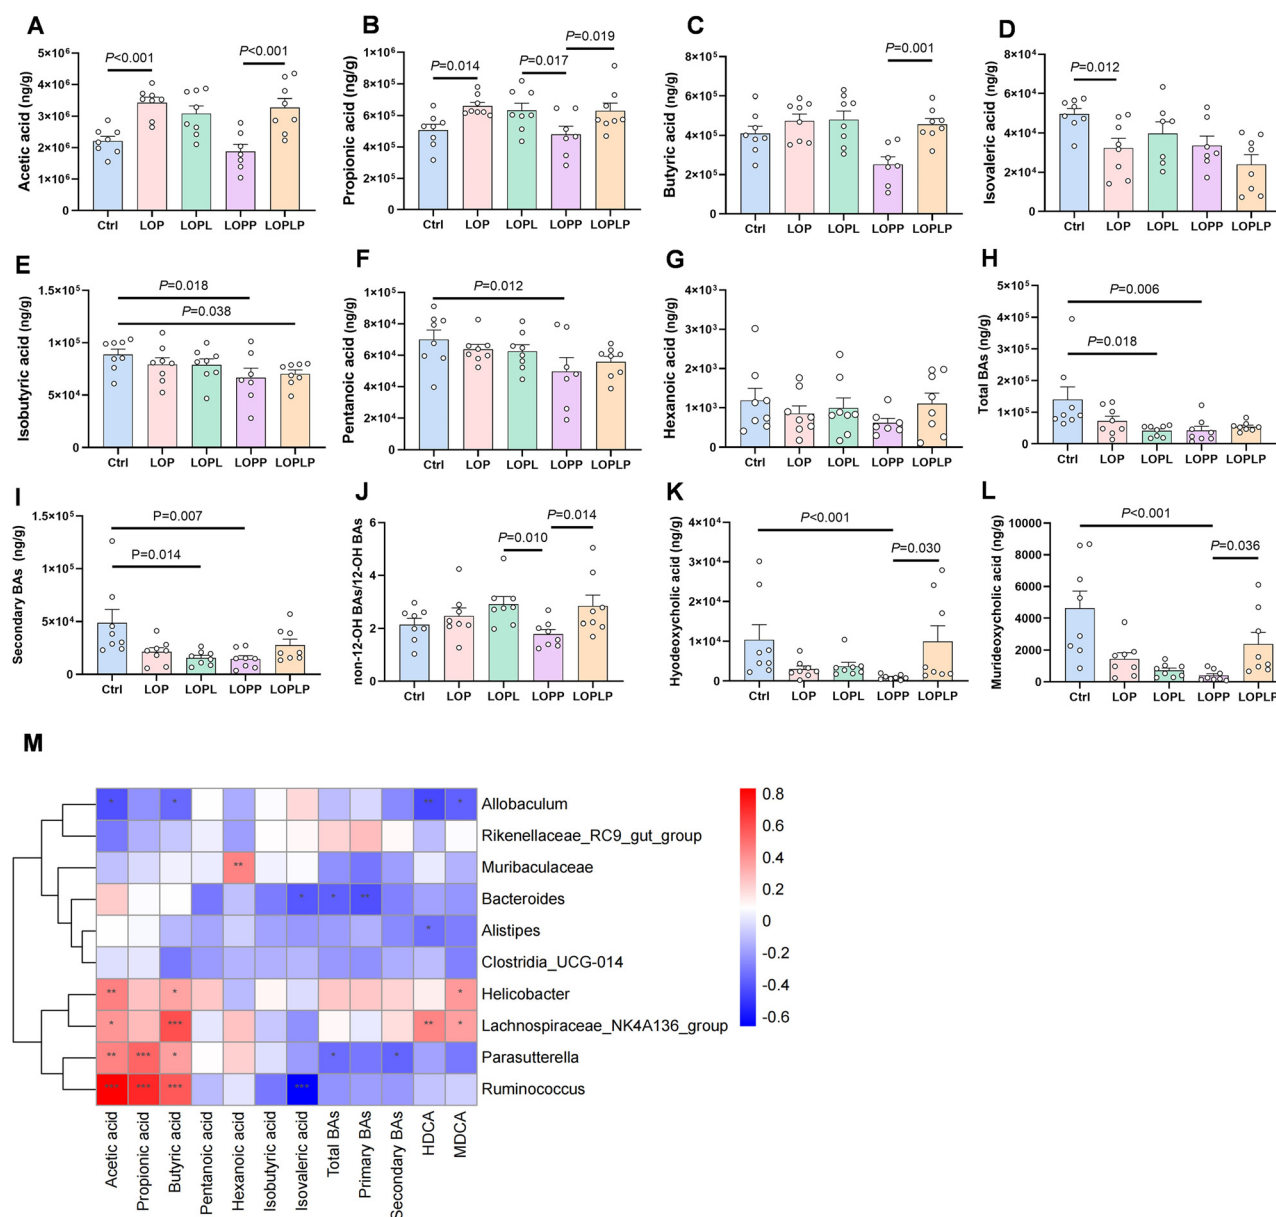 A
Acetic acid (ng/g)
5×10⁶
4×10⁶
3×10⁶
2×10⁶
1×10⁶
0
P<0.001
P<0.001
Ctrl LOP LOPL LOPP LOPLP
B
Propionic acid (ng/g)
1×10⁶
8×10⁵
6×10⁵
4×10⁵
2×10⁵
0
P=0.014
P=0.017
P=0.019
Ctrl LOP LOPL LOPP LOPLP
C
Butyric acid (ng/g)
8×10⁵
6×10⁵
4×10⁵
2×10⁵
0
P=0.001
Ctrl LOP LOPL LOPP LOPLP
D
Isovaleric acid (ng/g)
8×10⁴
6×10⁴
4×10⁴
2×10⁴
0
P=0.012
Ctrl LOP LOPL LOPP LOPLP
E
Isobutyric acid (ng/g)
1.5×10⁵
1×10⁵
5×10⁴
0
P=0.018
P=0.038
Ctrl LOP LOPL LOPP LOPLP
F
Pentanoic acid (ng/g)
1×10⁵
8×10⁴
6×10⁴
4×10⁴
2×10⁴
0
P=0.012
Ctrl LOP LOPL LOPP LOPLP
G
Hexanoic acid (ng/g)
4×10³
3×10³
2×10³
1×10³
0
Ctrl LOP LOPL LOPP LOPLP
H
Total BAs (ng/g)
5×10⁵
4×10⁵
3×10⁵
2×10⁵
1×10⁵
0
P=0.006
P=0.018
Ctrl LOP LOPL LOPP LOPLP
I
Secondary BAs (ng/g)
1.5×10⁵
1×10⁵
5×10⁴
0
P=0.007
P=0.014
Ctrl LOP LOPL LOPP LOPLP
J
non-12-OH BAs/12-OH BAs
6
4
2
0
P=0.010
P=0.014
Ctrl LOP LOPL LOPP LOPLP
K
Hyodeoxycholic acid (ng/g)
4×10⁴
3×10⁴
2×10⁴
1×10⁴
0
P<0.001
P=0.030
Ctrl LOP LOPL LOPP LOPLP
L
Murideoxycholic acid (ng/g)
10000
8000
6000
4000
2000
0
P<0.001
P=0.036
Ctrl LOP LOPL LOPP LOPLP
M
* * ** * Allobaculum
Rikenellaceae_RC9_gut_group
** Muribaculaceae
* * ** Bacteroides
* Alistipes
Clostridia_UCG-014
** * * Helicobacter
* *** ** * Lachnospiraceae_NK4A136_group
** *** * * * Parasutterella
*** *** *** *** Ruminococcus
Acetic acid
Propionic acid
Butyric acid
Pentanoic acid
Hexanoic acid
Isobutyric acid
Isovaleric acid
Total BAs
Primary BAs
Secondary BAs
HDCA
MDCA
0.8
0.6
0.4
0.2
0
-0.2
-0.4
-0.6